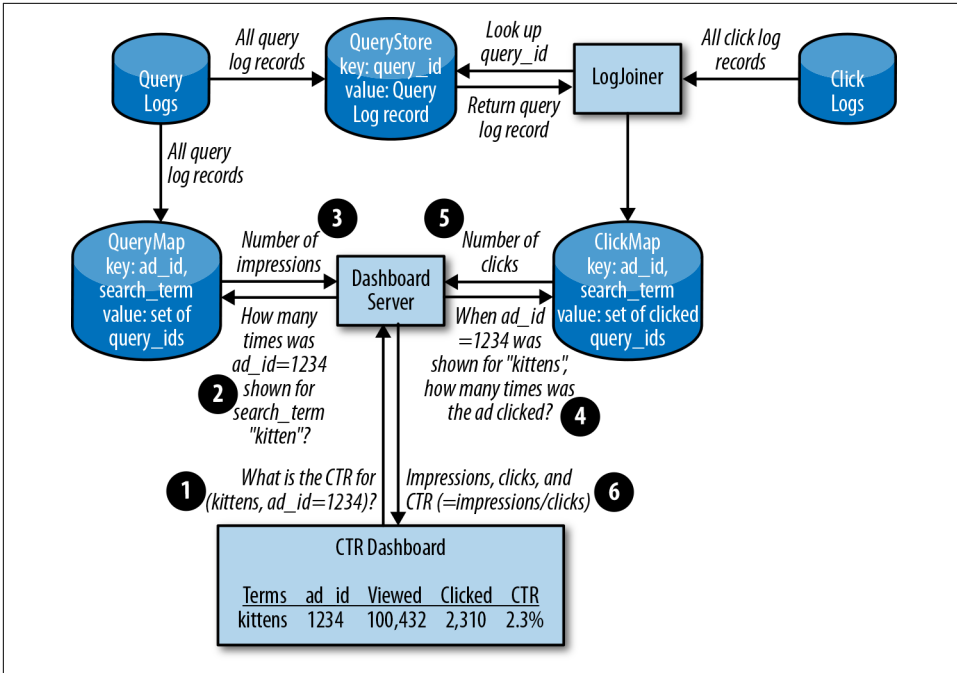 All query
log records
QueryStore
key: query_id
value: Query
Log record
Look up
query_id
Return query
log record
LogJoiner
All click log
records
Query
Logs
Click
Logs
All query
log records
3
5
QueryMap
key: ad_id,
search_term
value: set of
query_ids
Number of
impressions
Dashboard
Server
Number of
clicks
ClickMap
key: ad_id,
search_term
value: set of clicked
query_ids
How many
times was
ad_id=1234
shown for
search_term
"kitten"?
2
When ad_id
=1234 was
shown for "kittens",
how many times was
the ad clicked?
4
1
What is the CTR for
(kittens, ad_id=1234)?
Impressions, clicks, and
CTR (=impressions/clicks)
6
CTR Dashboard
Terms ad id Viewed Clicked CTR
kittens 1234 100,432 2,310 2.3%